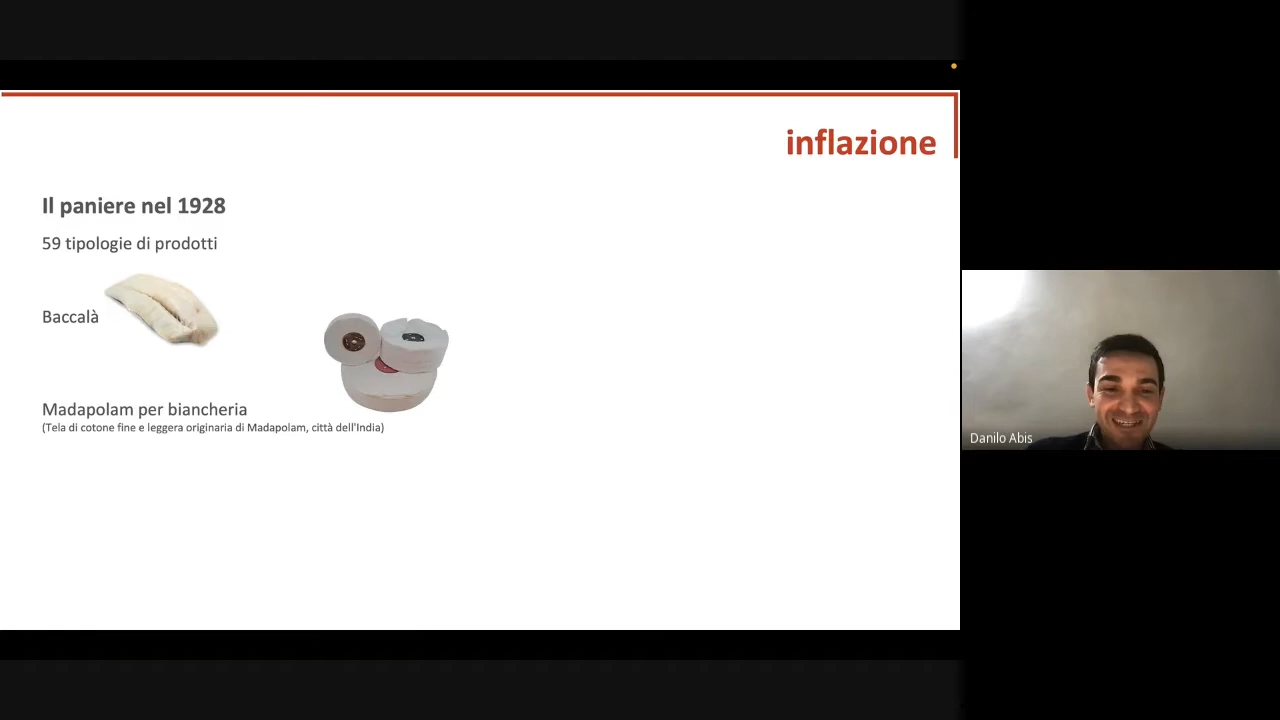 inflazione
Il paniere nel 1928
59 tipologie di prodotti
Baccalà
Madapolam per biancheria
(Tela di cotone fine e leggera originaria di Madapolam, città dell'India)
Danilo Abis